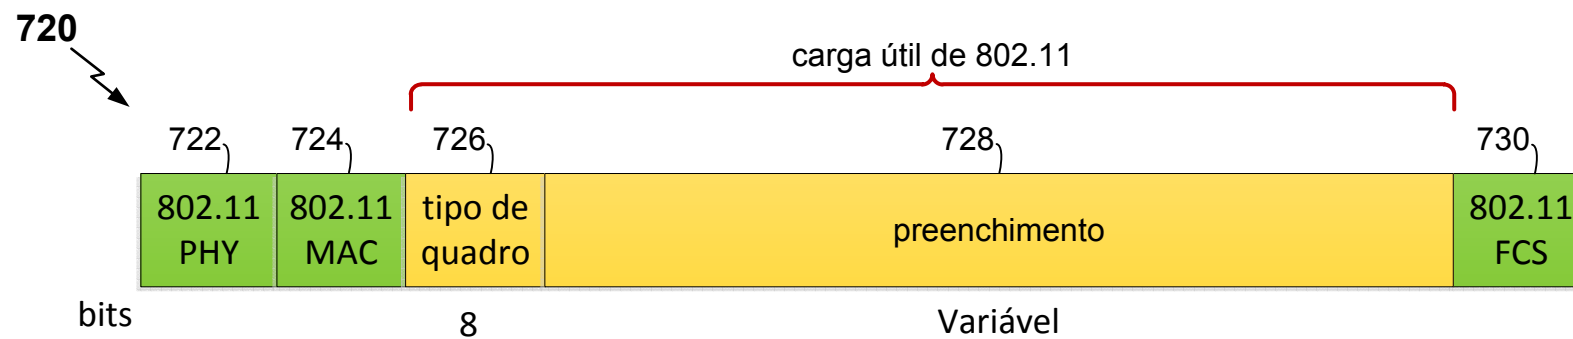 720
carga útil de 802.11
722 724 726 728 730
802.11 PHY
802.11 MAC
tipo de quadro
preenchimento
802.11 FCS
bits 8 Variável